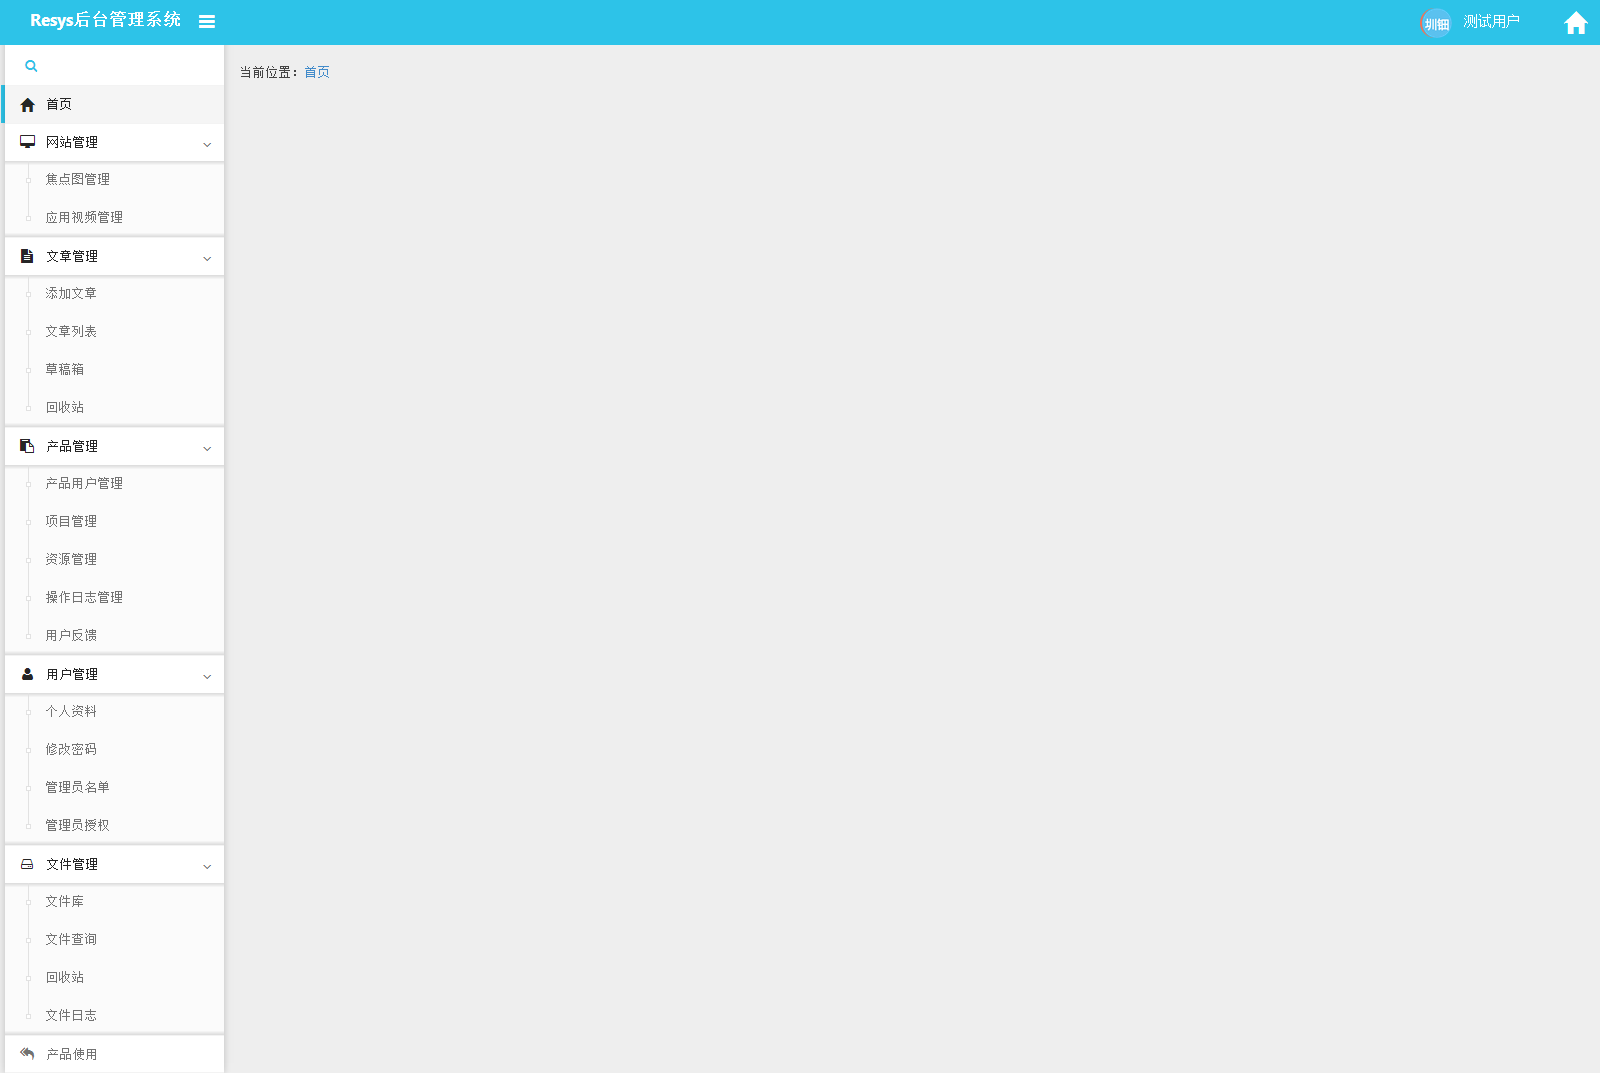 Resys后台管理系统
圳钿 测试用户
当前位置：首页
首页
网站管理
焦点图管理
应用视频管理
文章管理
添加文章
文章列表
草稿箱
回收站
产品管理
产品用户管理
项目管理
资源管理
操作日志管理
用户反馈
用户管理
个人资料
修改密码
管理员名单
管理员授权
文件管理
文件库
文件查询
回收站
文件日志
产品使用